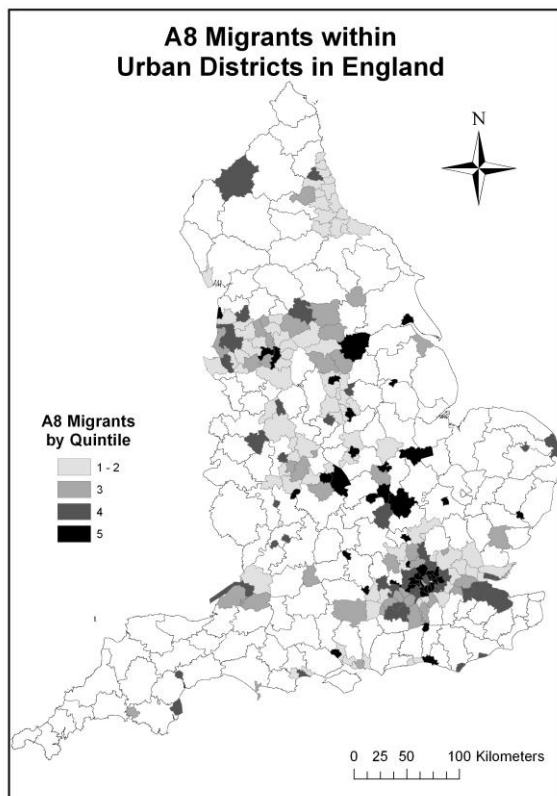 A8 Migrants within
Urban Districts in England
N
A8 Migrants
by Quintile
1 - 2
3
4
5
0 25 50 100 Kilometers